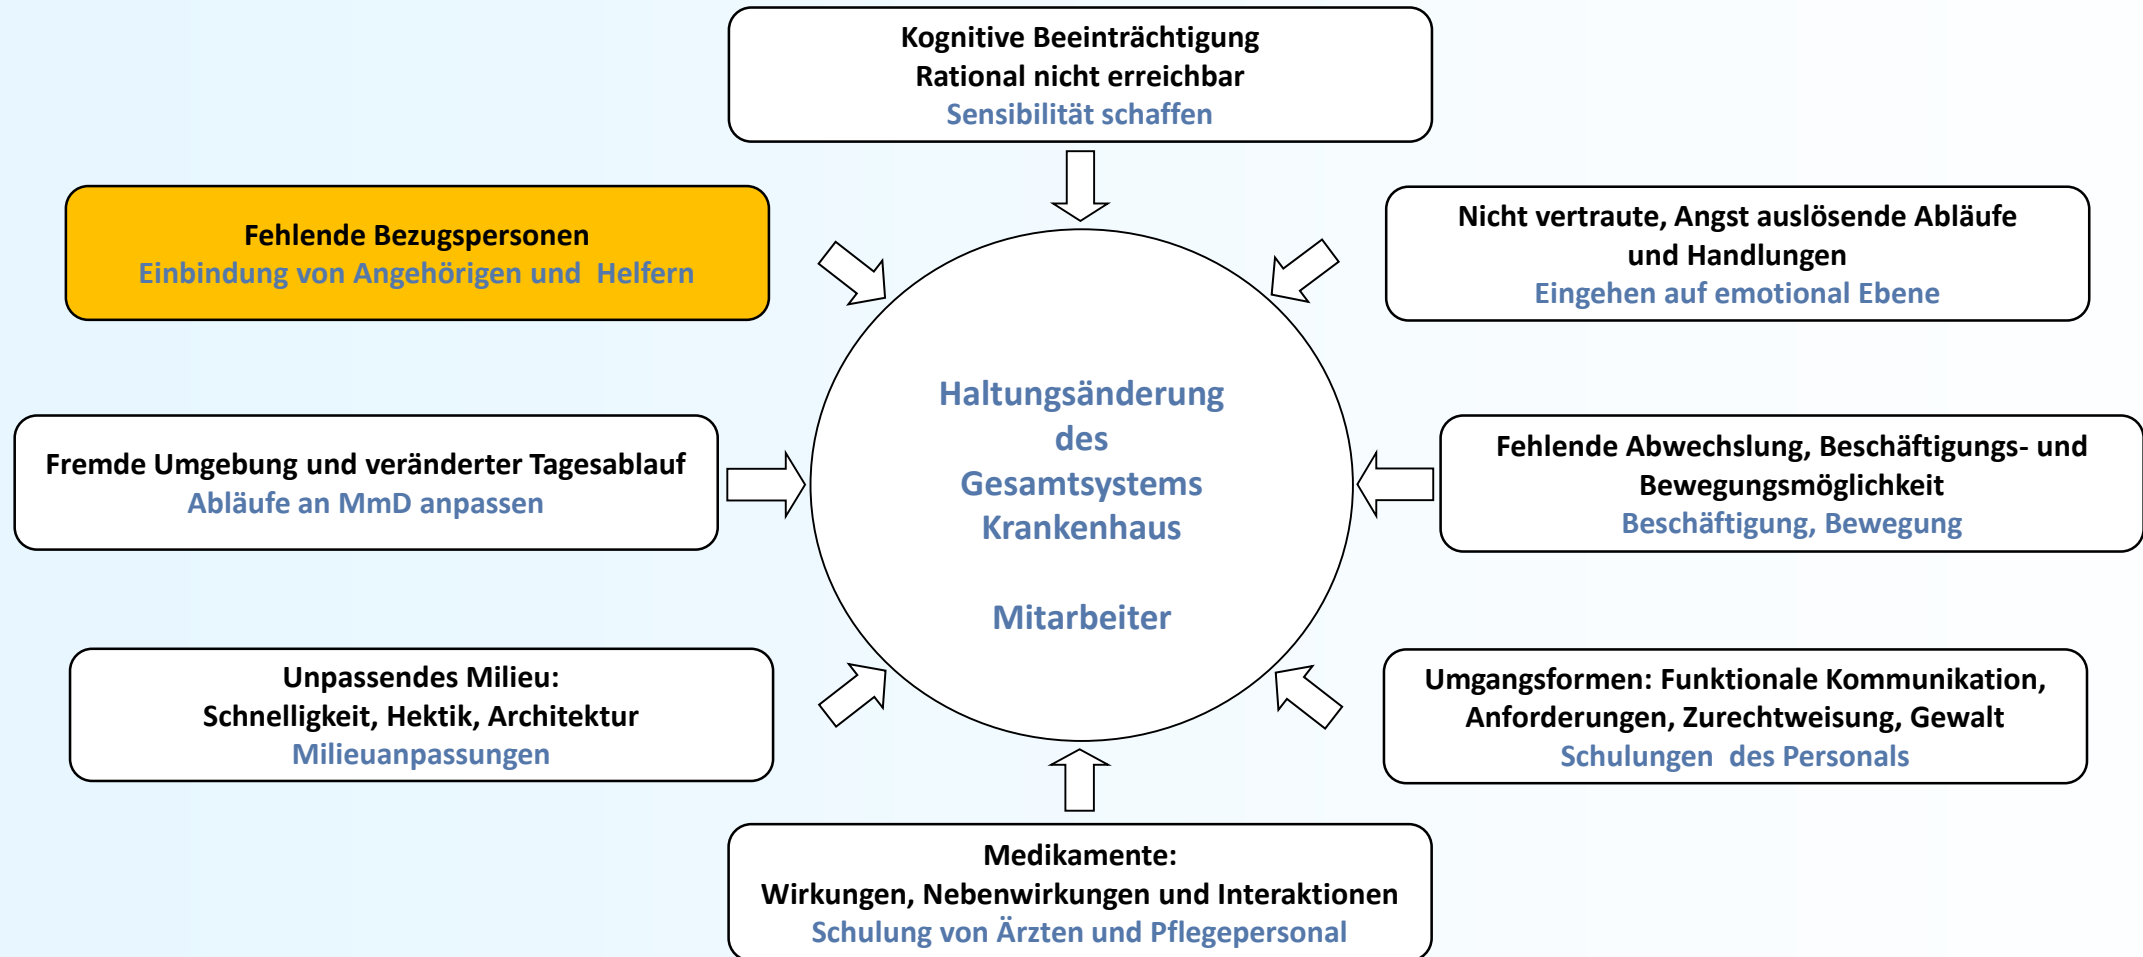 Kognitive Beeinträchtigung
Rational nicht erreichbar
Sensibilität schaffen
Fehlende Bezugspersonen
Einbindung von Angehörigen und  Helfern
Nicht vertraute, Angst auslösende Abläufe
und Handlungen
Eingehen auf emotional Ebene
Haltungsänderung
des
Gesamtsystems
Krankenhaus
Mitarbeiter
Fremde Umgebung und veränderter Tagesablauf
Abläufe an MmD anpassen
Fehlende Abwechslung, Beschäftigungs- und
Bewegungsmöglichkeit
Beschäftigung, Bewegung
Unpassendes Milieu:
Schnelligkeit, Hektik, Architektur
Milieuanpassungen
Umgangsformen: Funktionale Kommunikation,
Anforderungen, Zurechtweisung, Gewalt
Schulungen  des Personals
Medikamente:
Wirkungen, Nebenwirkungen und Interaktionen
Schulung von Ärzten und Pflegepersonal